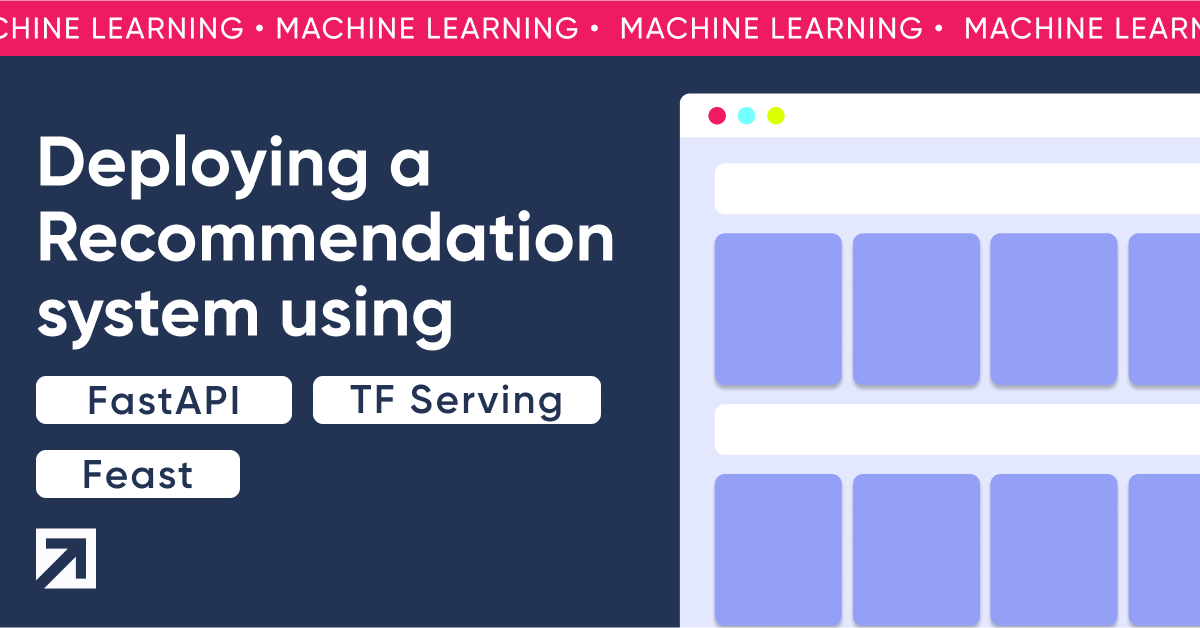 CHINE LEARNING • MACHINE LEARNING • MACHINE LEARNING • MACHINE LEARN
Deploying a
Recommendation
system using
FastAPI TF Serving
Feast